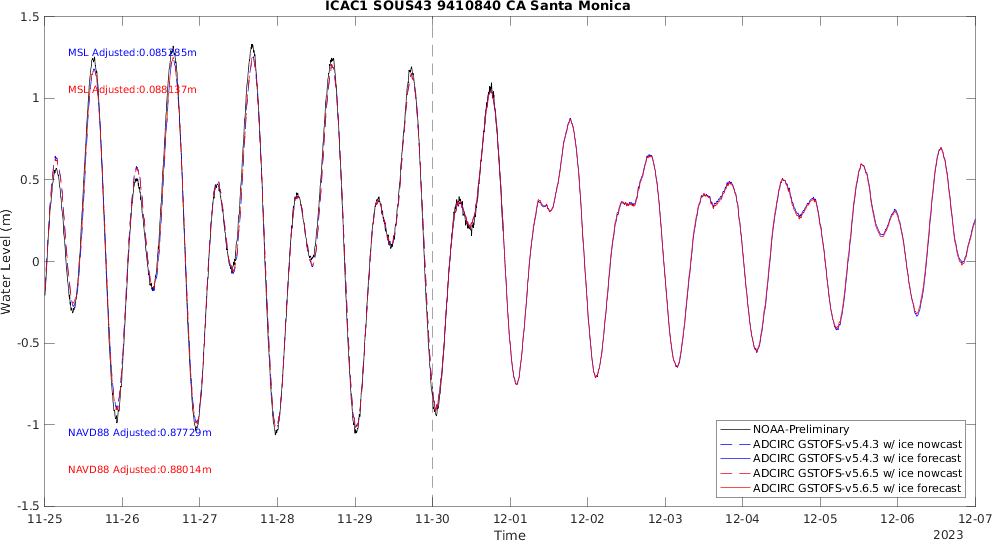 ICAC1 SOUS43 9410840 CA Santa Monica
1.5
1
0.5
0
-0.5
-1
-1.5
Water Level (m)
MSL Adjusted:0.085285m
MSL Adjusted:0.088137m
NAVD88 Adjusted:0.87729m
NAVD88 Adjusted:0.88014m
NOAA-Preliminary
ADCIRC GSTOFS-v5.4.3 w/ ice nowcast
ADCIRC GSTOFS-v5.4.3 w/ ice forecast
ADCIRC GSTOFS-v5.6.5 w/ ice nowcast
ADCIRC GSTOFS-v5.6.5 w/ ice forecast
11-25 11-26 11-27 11-28 11-29 11-30 12-01 12-02 12-03 12-04 12-05 12-06 12-07
Time
2023